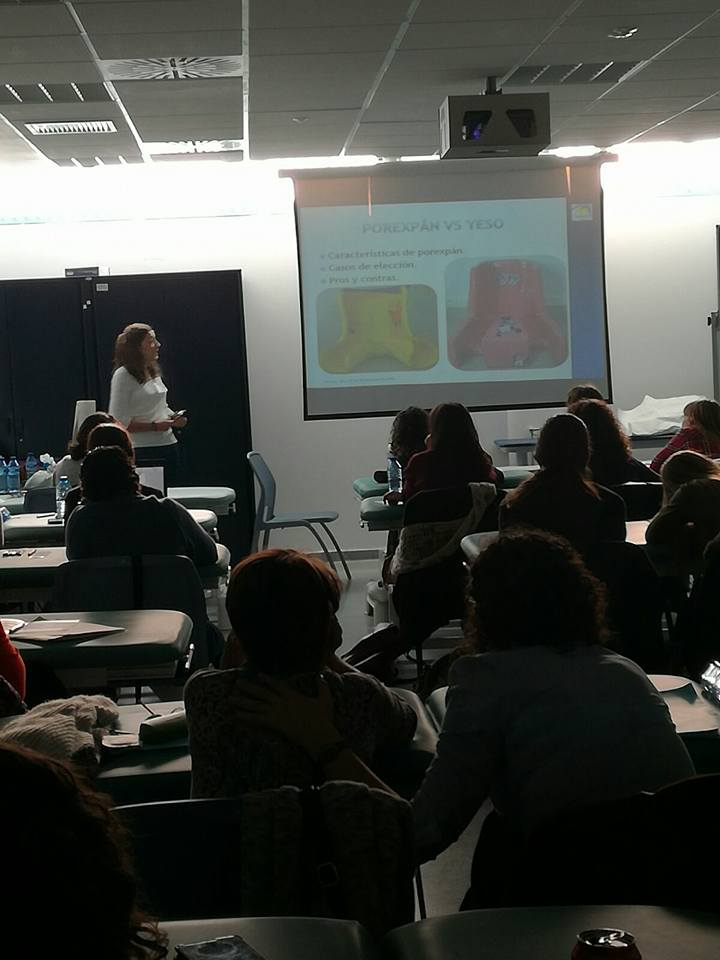 POREXPÁN VS YESO
Características de porexpán.
Casos de elección.
Pros y contras.